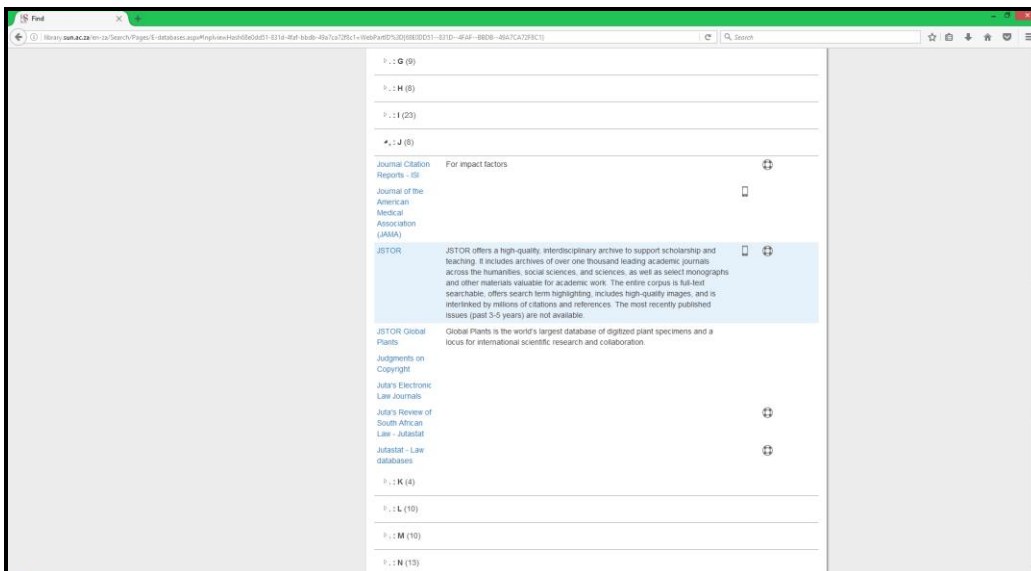 Find
library.sun.ac.za/en-za/Search/Pages/E-databases.aspx
Search
.: G (9)
.: H (8)
.: I (23)
.: J (8)
Journal Citation
Reports - ISI
For impact factors
Journal of the
American
Medical
Association
(JAMA)
JSTOR
JSTOR offers a high-quality, interdisciplinary archive to support scholarship and
teaching. It includes archives of over one thousand leading academic journals
across the humanities, social sciences, and sciences, as well as select monographs
and other materials valuable for academic work. The entire corpus is full-text
searchable, offers search term highlighting, includes high-quality images, and is
interlinked by millions of citations and references. The most recently published
issues (past 3-5 years) are not available.
JSTOR Global
Plants
Global Plants is the world's largest database of digitized plant specimens and a
locus for international scientific research and collaboration.
Judgments on
Copyright
Juta's Electronic
Law Journals
Juta's Review of
South African
Law - Jutastat
Jutastat - Law
databases
.: K (4)
.: L (10)
.: M (10)
.: N (13)